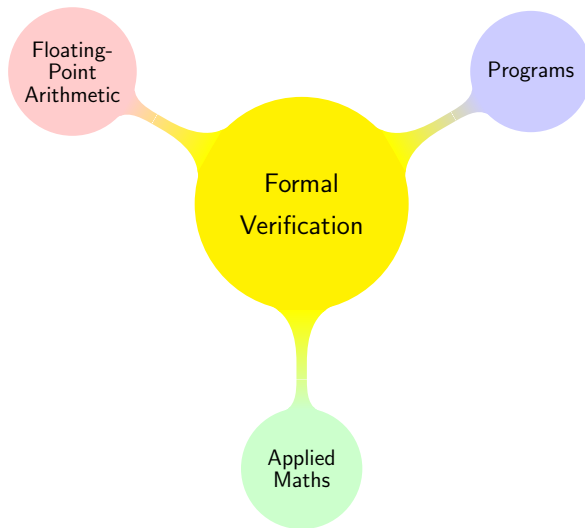 Floating-
Point
Arithmetic
Programs
Formal
Verification
Applied
Maths